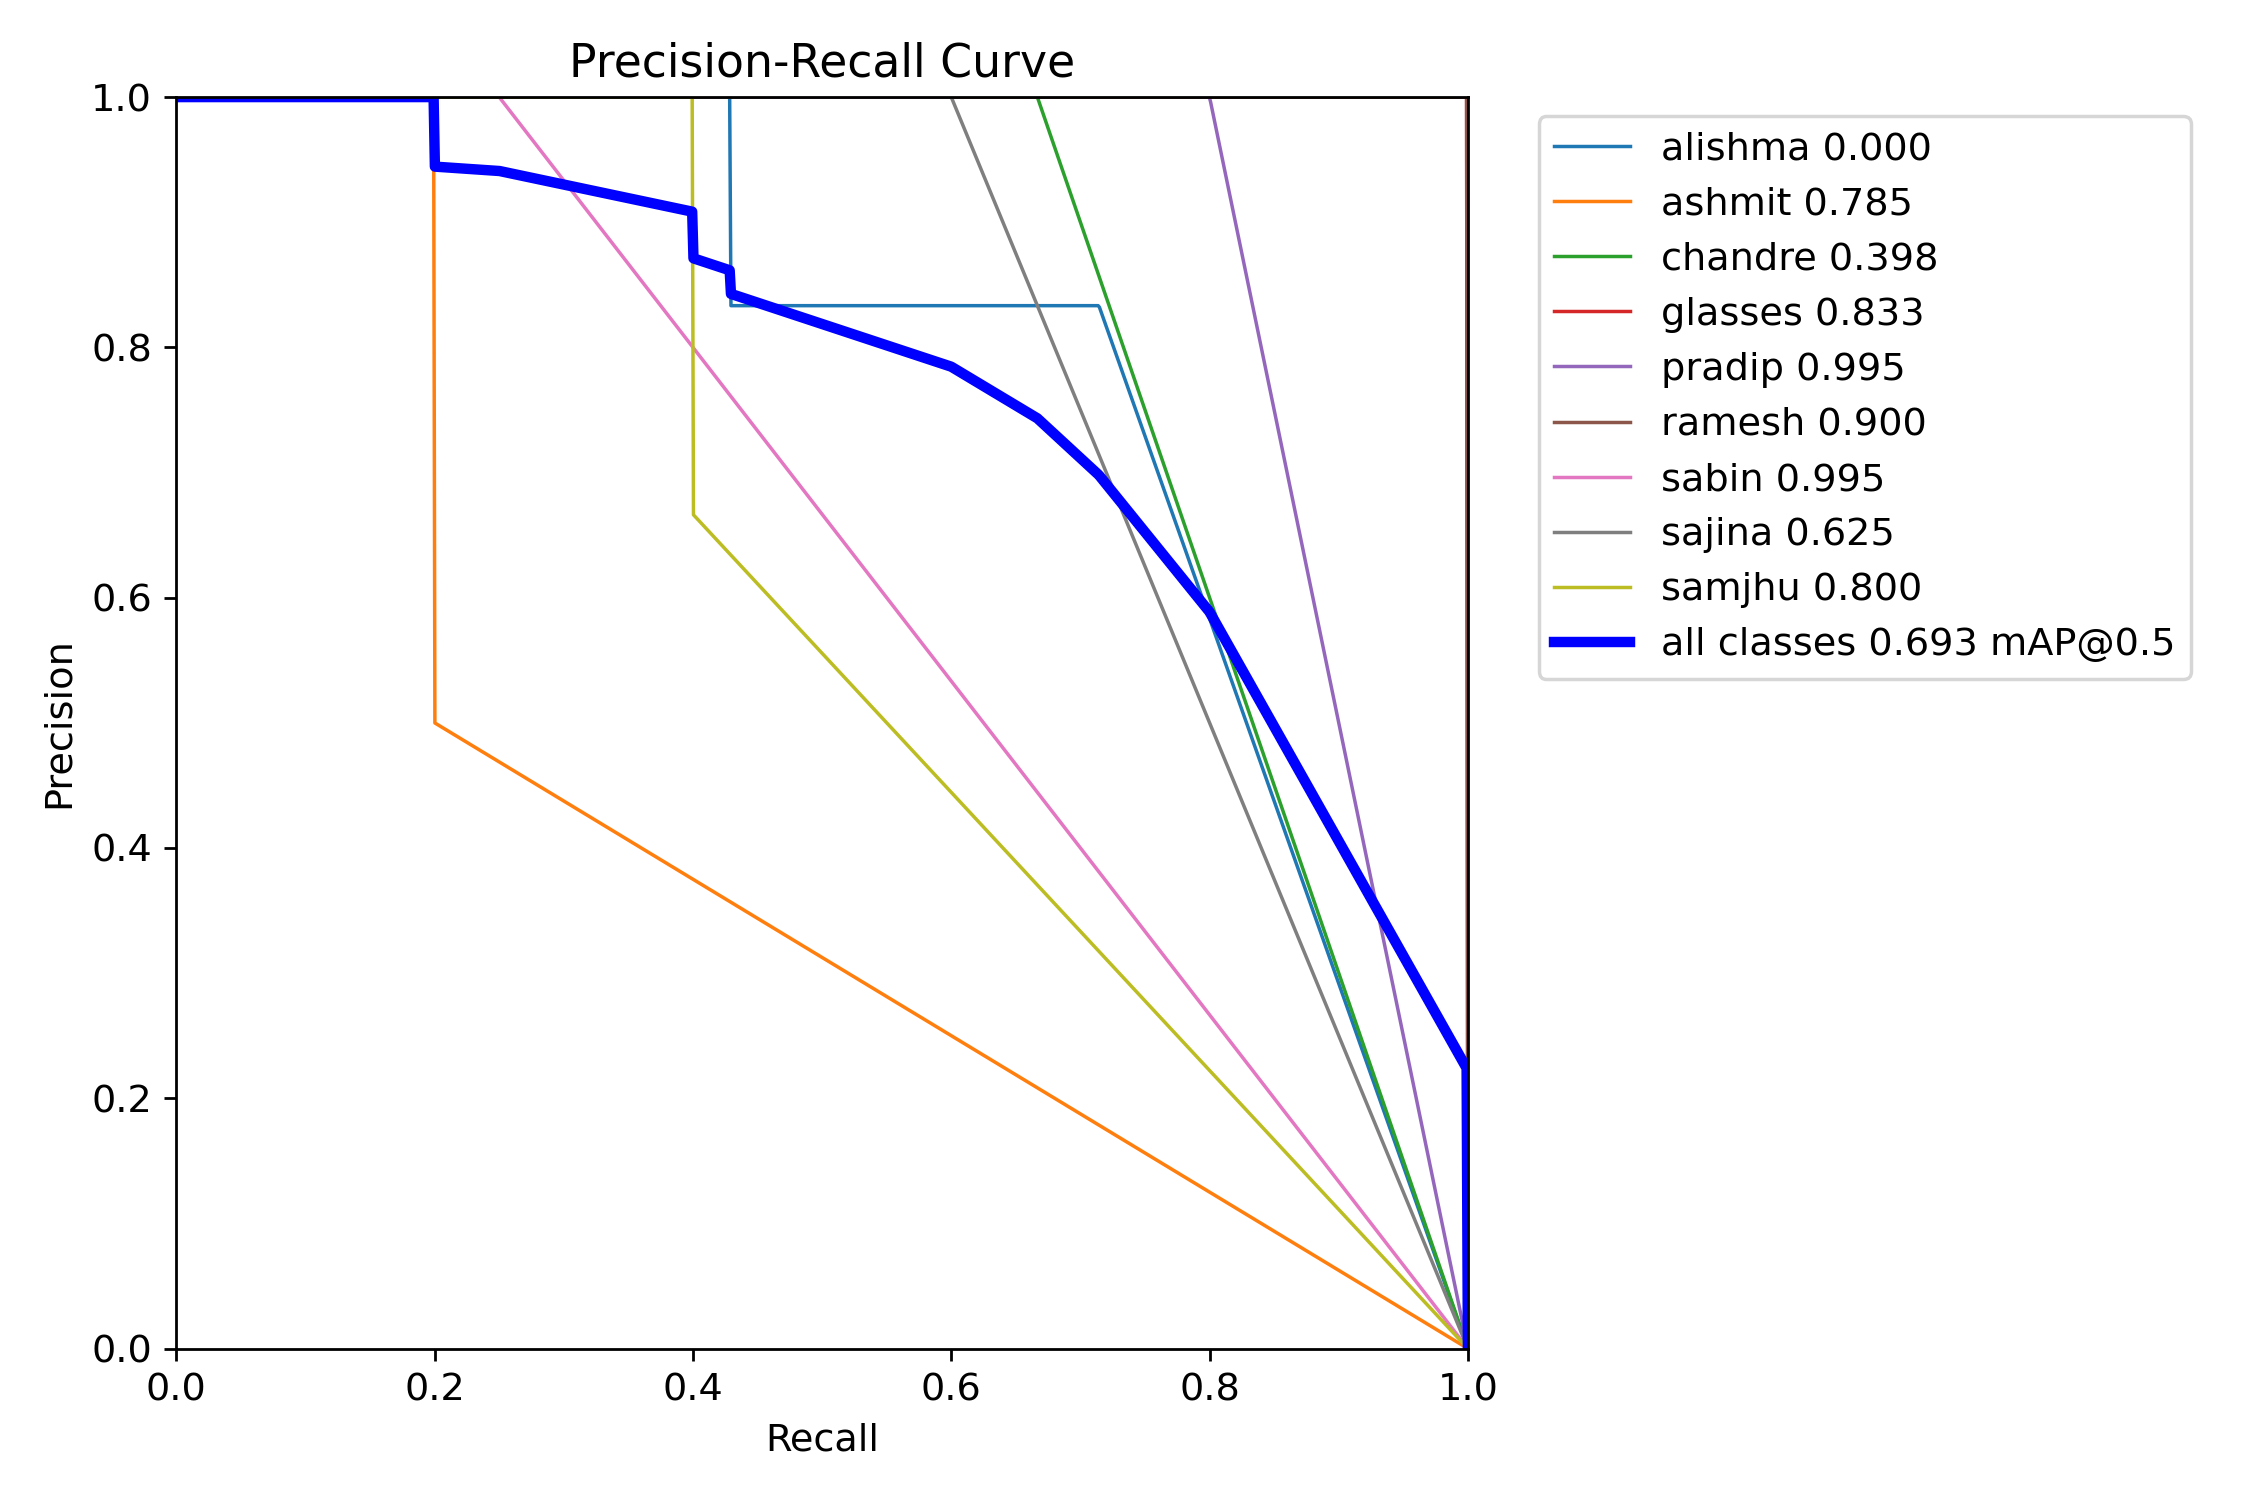 Precision-Recall Curve
1.0
0.8
0.6
0.4
0.2
0.0
Precision
0.0 0.2 0.4 0.6 0.8 1.0
Recall
alishma 0.000
ashmit 0.785
chandre 0.398
glasses 0.833
pradip 0.995
ramesh 0.900
sabin 0.995
sajina 0.625
samjhu 0.800
all classes 0.693 mAP@0.5